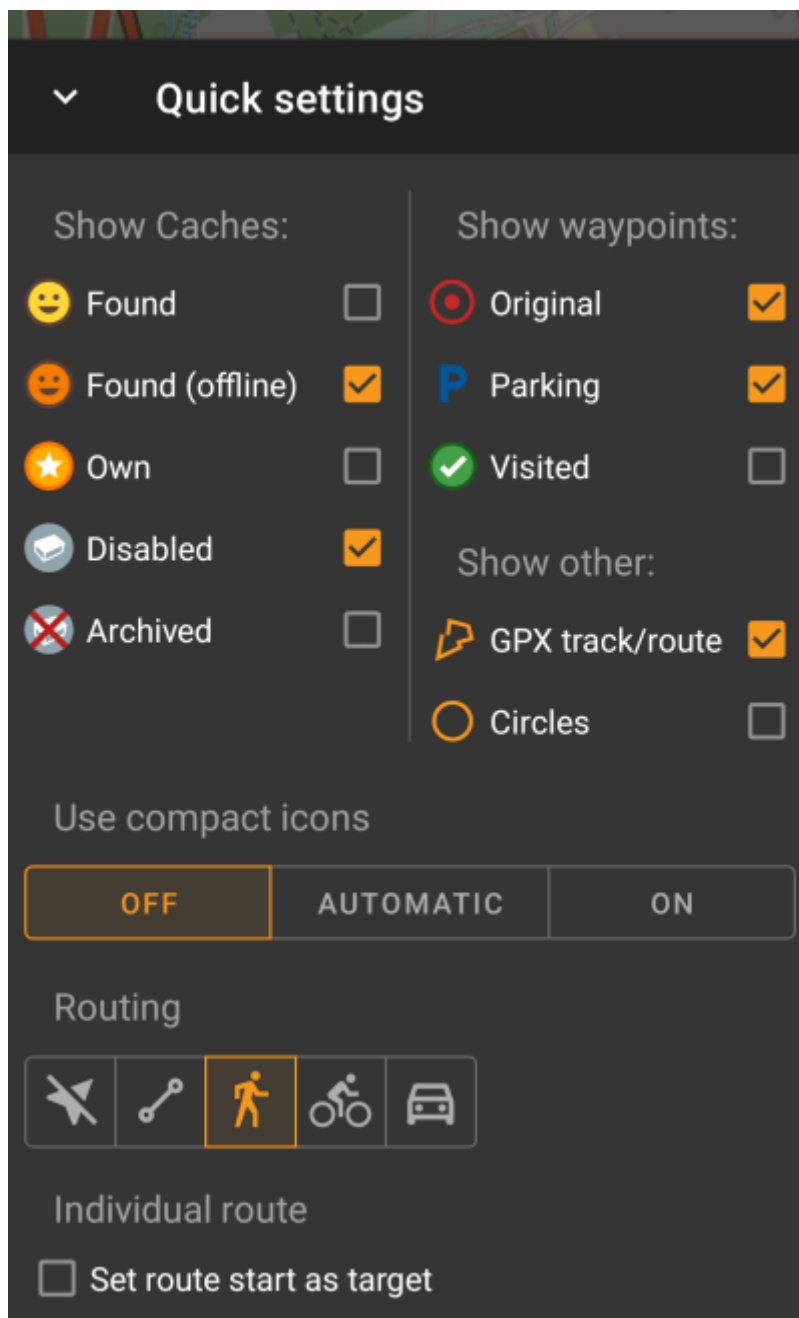 Quick settings
Show Caches:
Found
Found (offline)
Own
Disabled
Archived
Show waypoints:
Original
P Parking
Visited
Show other:
GPX track/route
Circles
Use compact icons
OFF AUTOMATIC ON
Routing
Individual route
Set route start as target